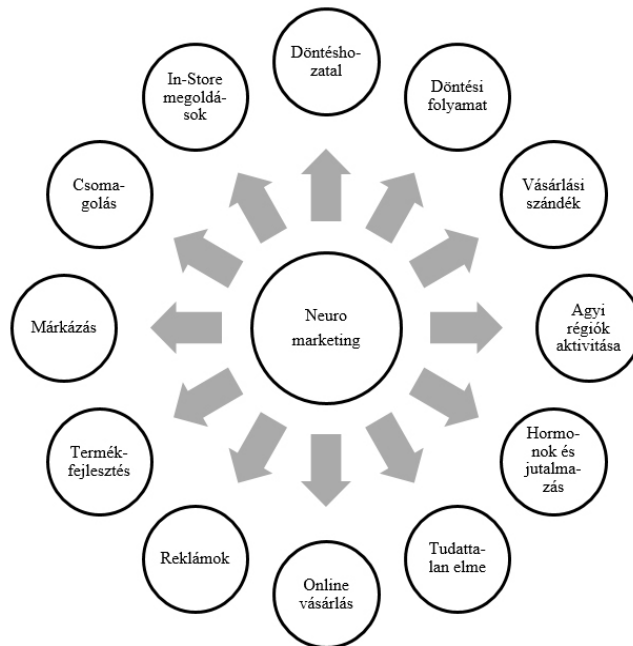 Döntésho-
zatal
Döntési
folyamat
Vásárlási
szándék
Agyi
régiók
aktivitása
Hormo-
nok és
jutalma-
zás
Tudatta-
lan elme
Online
vásárlás
Reklámok
Termék-
fejlesztés
Márkázás
Csoma-
golás
In-Store
megoldá-
sok
Neuro
marketing